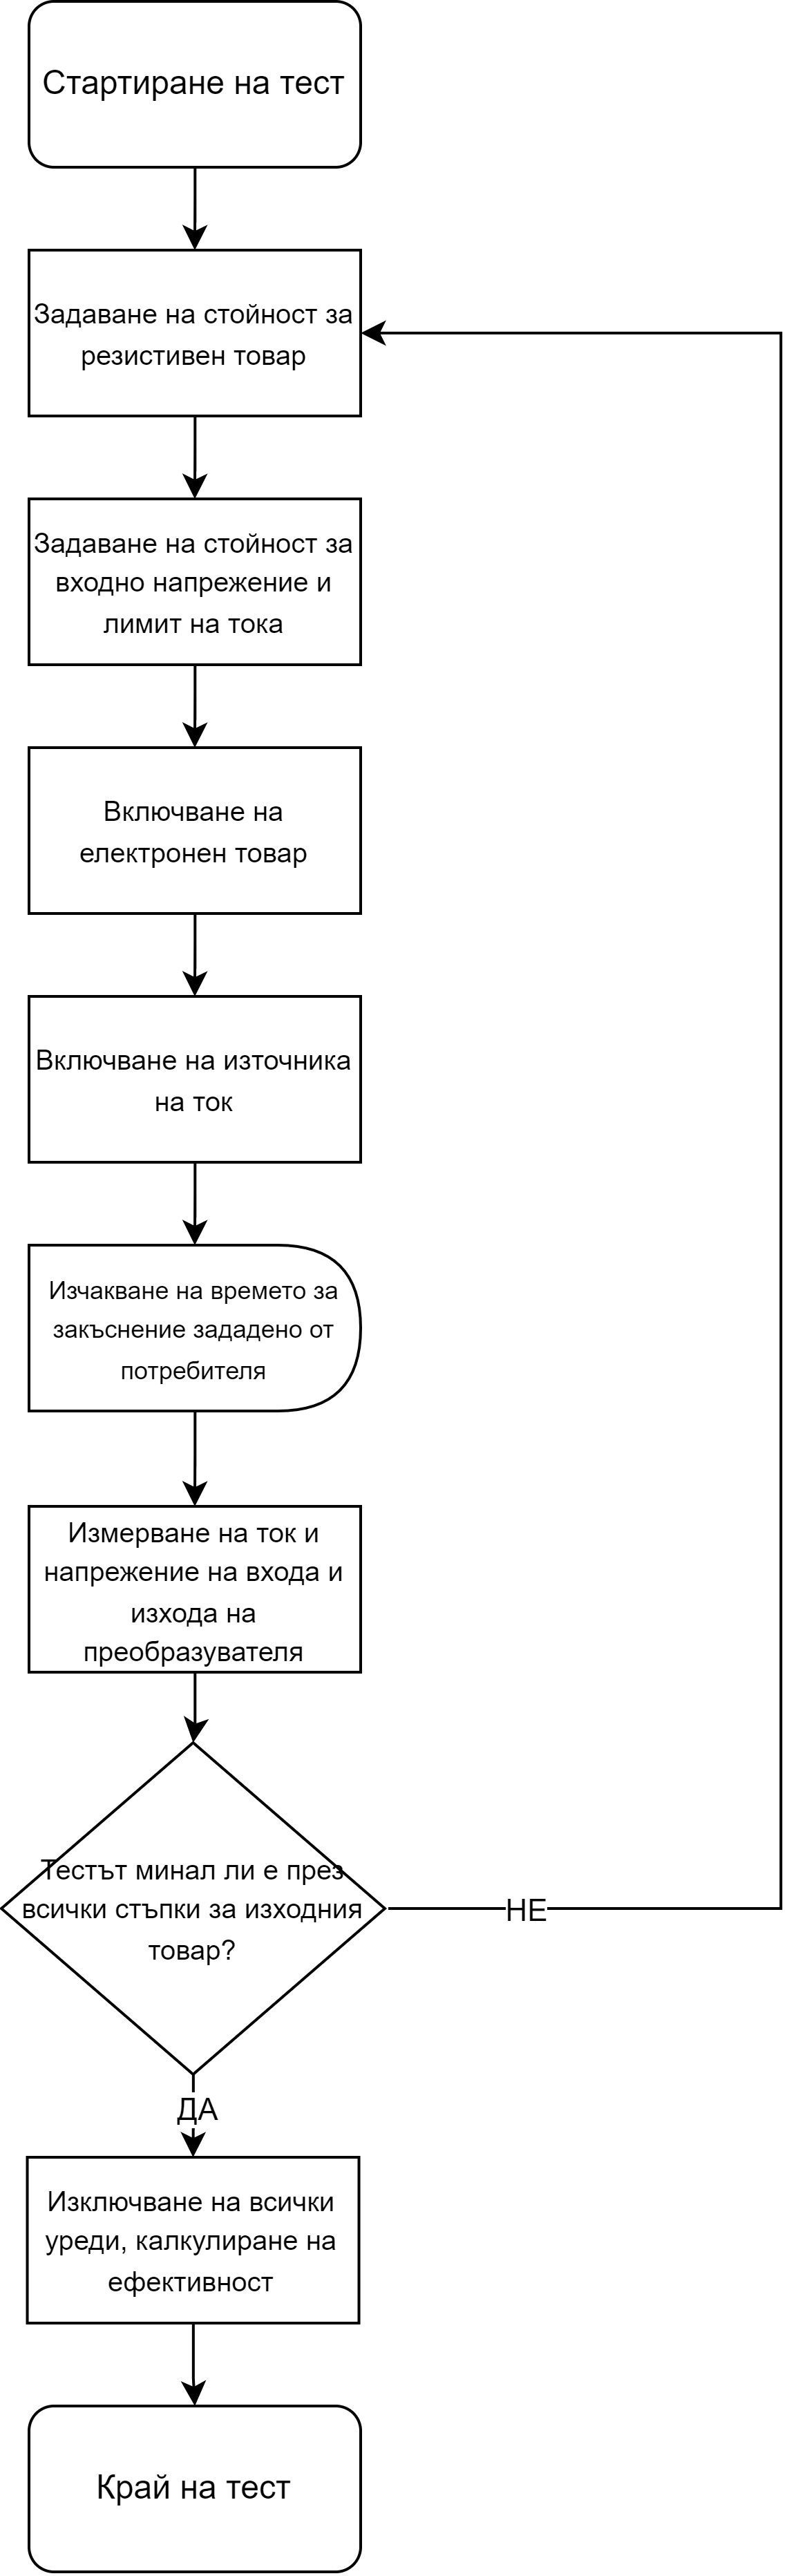 Стартиране на тест
Задаване на стойност за
резистивен товар
Задаване на стойност за
входно напрежение и
лимит на тока
Включване на
електронен товар
Включване на източника
на ток
Изчакване на времето за
закъснение зададено от
потребителя
Измерване на ток и
напрежение на входа и
изхода на
преобразувателя
Тестът минал ли е през
всички стъпки за изходния
товар?
НЕ
ДА
Изключване на всички
уреди, калкулиране на
ефективност
Край на тест